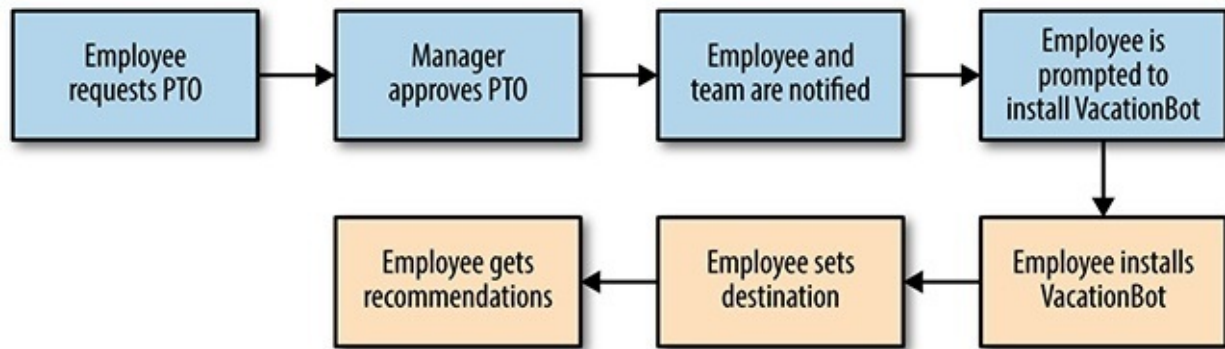 Employee
requests PTO
Manager
approves PTO
Employee and
team are notified
Employee is
prompted to
install VacationBot
Employee installs
VacationBot
Employee sets
destination
Employee gets
recommendations